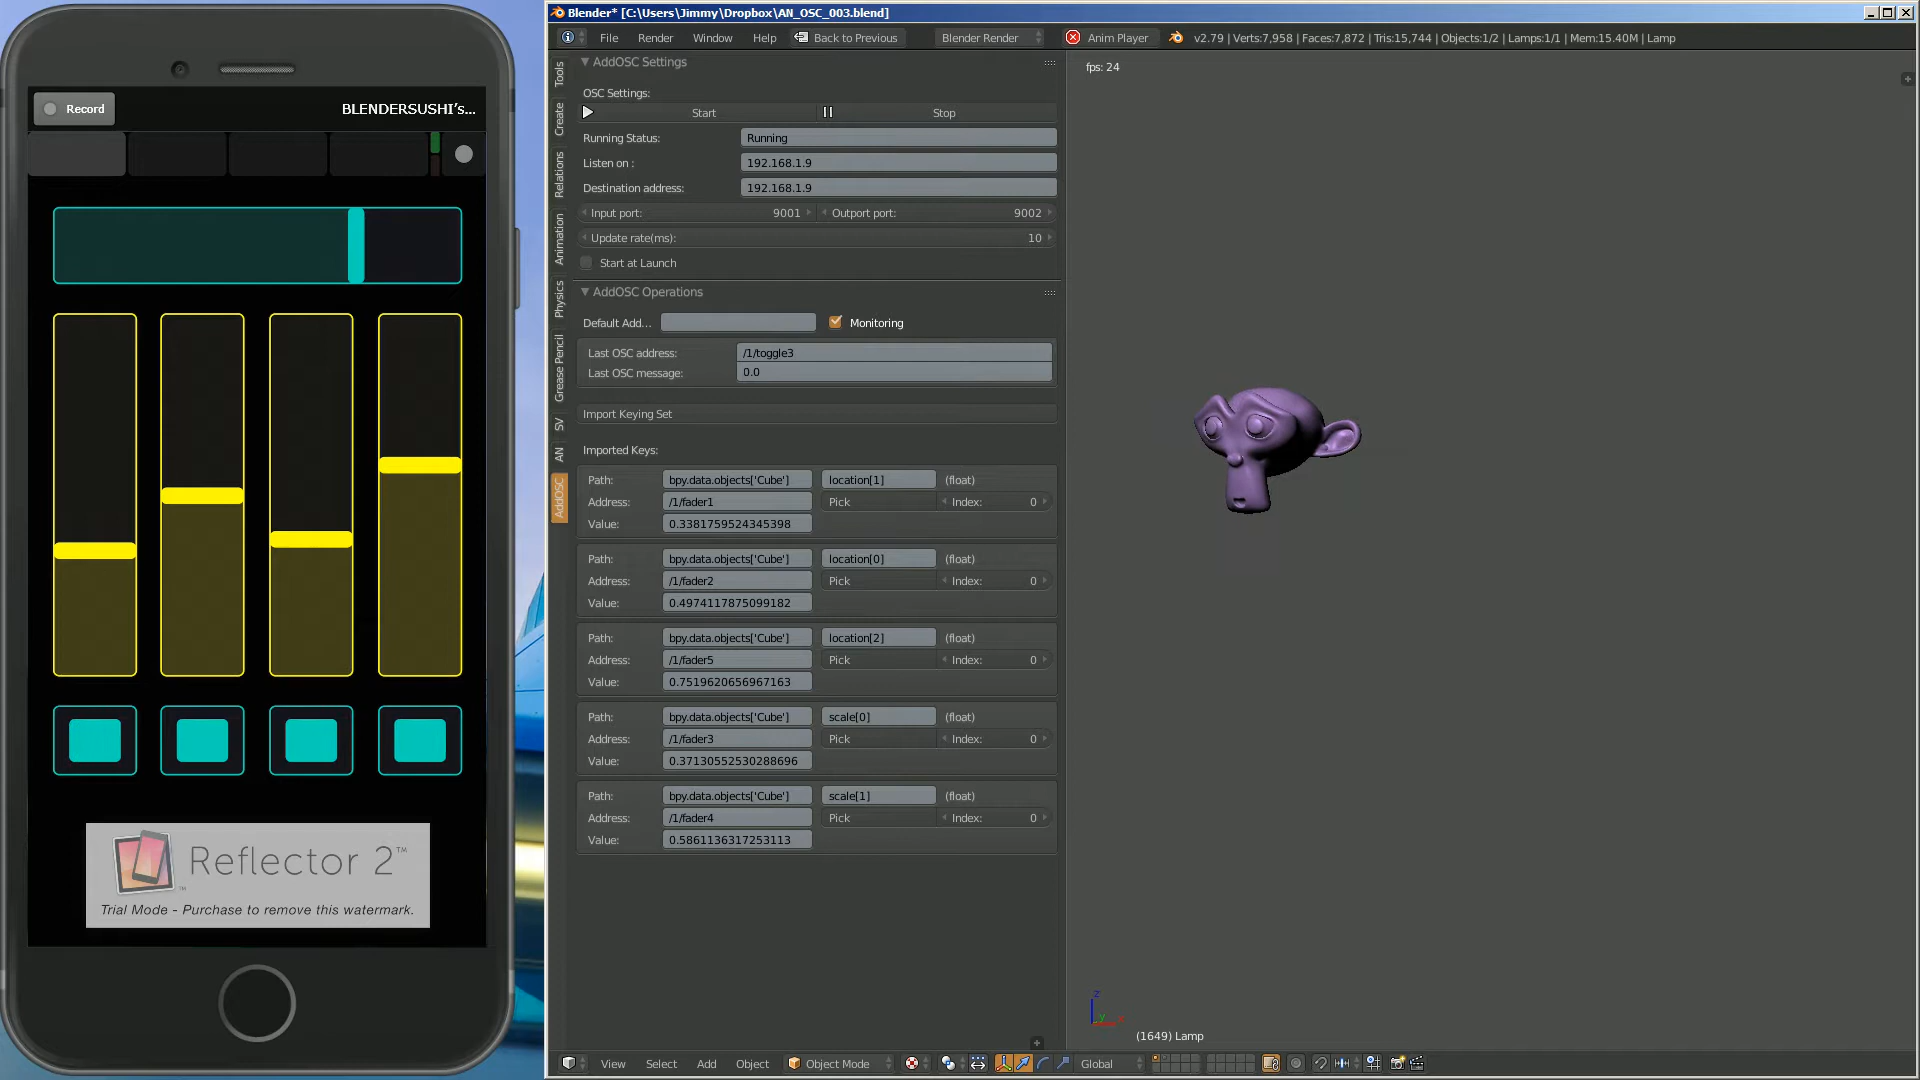 Record
BLENDERSUSHI's...
Reflector 2™
Trial Mode - Purchase to remove this watermark.
Blender* [C:\Users\Jimmy\Dropbox\AN_OSC_003.blend]
File Render Window Help Back to Previous Blender Render Anim Player v2.79 | Verts:7,958 | Faces:7,872 | Tris:15,744 | Objects:1/2 | Lamps:1/1 | Mem:15.40M | Lamp
Tools
Create
Relations
Animation
Physics
Grease Pencil
SV
AN
AddOSC
AddOSC Settings
OSC Settings:
Start Stop
Running Status: Running
Listen on : 192.168.1.9
Destination address: 192.168.1.9
Input port: 9001 Outport port: 9002
Update rate(ms): 10
Start at Launch
AddOSC Operations
Default Add... Monitoring
Last OSC address: /1/toggle3
Last OSC message: 0.0
Import Keying Set
Imported Keys:
Path: bpy.data.objects['Cube'] location[1] (float)
Address: /1/fader1 Pick Index: 0
Value: 0.3381759524345398
Path: bpy.data.objects['Cube'] location[0] (float)
Address: /1/fader2 Pick Index: 0
Value: 0.4974117875099182
Path: bpy.data.objects['Cube'] location[2] (float)
Address: /1/fader5 Pick Index: 0
Value: 0.7519620656967163
Path: bpy.data.objects['Cube'] scale[0] (float)
Address: /1/fader3 Pick Index: 0
Value: 0.37130552530288696
Path: bpy.data.objects['Cube'] scale[1] (float)
Address: /1/fader4 Pick Index: 0
Value: 0.5861136317253113
fps: 24
z
y
x
(1649) Lamp
View Select Add Object Object Mode Global